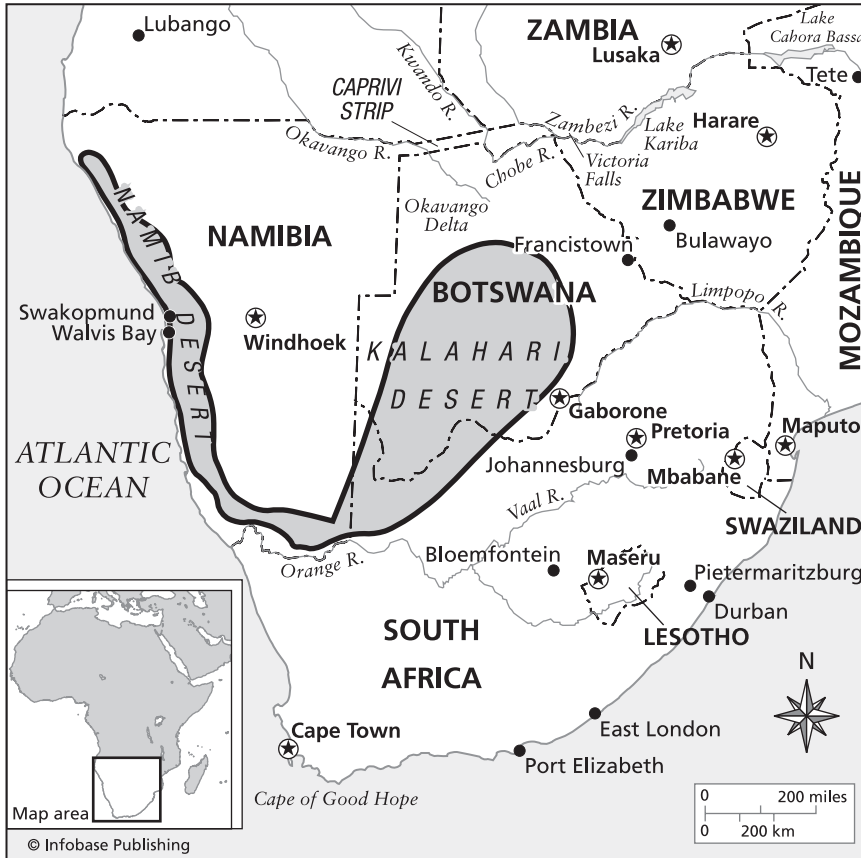 Lubango
ZAMBIA
Lusaka
Lake
Cahora Bassa
Tete
Kwando R.
CAPRIVI
STRIP
Okavango R.
Zambezi R.
Lake
Kariba
Harare
Chobe R.
Victoria
Falls
Okavango
Delta
ZIMBABWE
MOZAMBIQUE
NAMIB DESERT
NAMIBIA
Francistown
Bulawayo
BOTSWANA
Limpopo R.
Swakopmund
Walvis Bay
Windhoek
KALAHARI
DESERT
Gaborone
Pretoria
Maputo
Johannesburg
Mbabane
ATLANTIC
OCEAN
Vaal R.
SWAZILAND
Orange R.
Bloemfontein
Maseru
Pietermaritzburg
Durban
LESOTHO
SOUTH
AFRICA
N
Cape Town
East London
Port Elizabeth
Cape of Good Hope
Map area
0 200 miles
0 200 km
© Infobase Publishing